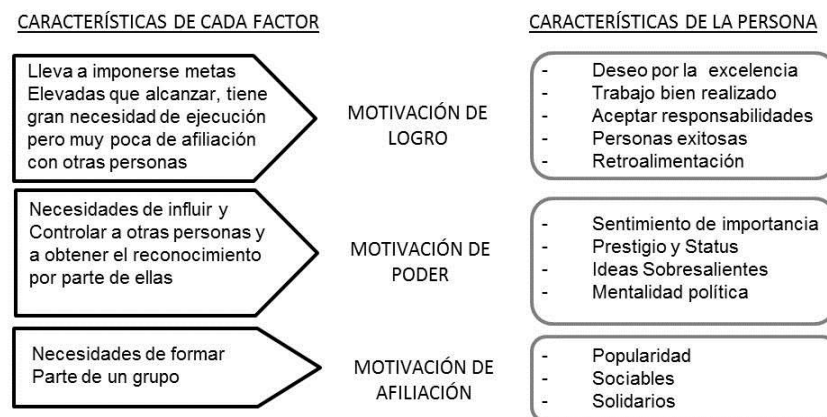 CARACTERÍSTICAS DE CADA FACTOR
CARACTERÍSTICAS DE LA PERSONA
Lleva a imponerse metas
Elevadas que alcanzar, tiene
gran necesidad de ejecución
pero muy poca de afiliación
con otras personas
MOTIVACIÓN DE
LOGRO
- Deseo por la excelencia
- Trabajo bien realizado
- Aceptar responsabilidades
- Personas exitosas
- Retroalimentación
Necesidades de influir y
Controlar a otras personas y
a obtener el reconocimiento
por parte de ellas
MOTIVACIÓN DE
PODER
- Sentimiento de importancia
- Prestigio y Status
- Ideas Sobresalientes
- Mentalidad política
Necesidades de formar
Parte de un grupo
MOTIVACIÓN DE
AFILIACIÓN
- Popularidad
- Sociables
- Solidarios